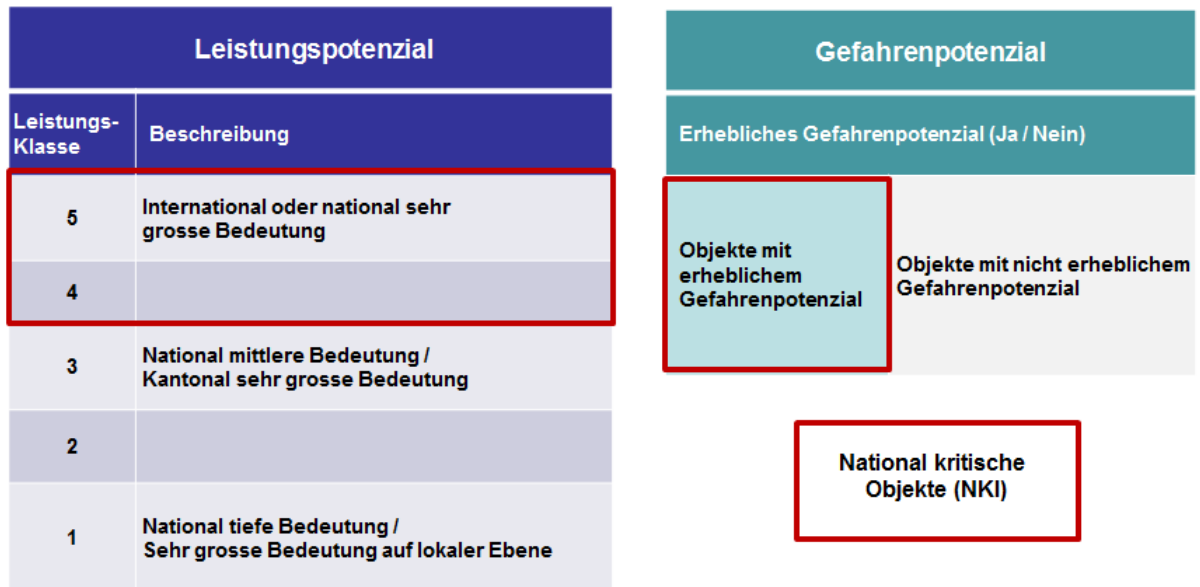 Leistungspotenzial
Leistungs-
Klasse
Beschreibung
5
International oder national sehr
grosse Bedeutung
4
3
National mittlere Bedeutung /
Kantonal sehr grosse Bedeutung
2
1
National tiefe Bedeutung /
Sehr grosse Bedeutung auf lokaler Ebene
Gefahrenpotenzial
Erhebliches Gefahrenpotenzial (Ja / Nein)
Objekte mit
erheblichem
Gefahrenpotenzial
Objekte mit nicht erheblichem
Gefahrenpotenzial
National kritische
Objekte (NKI)